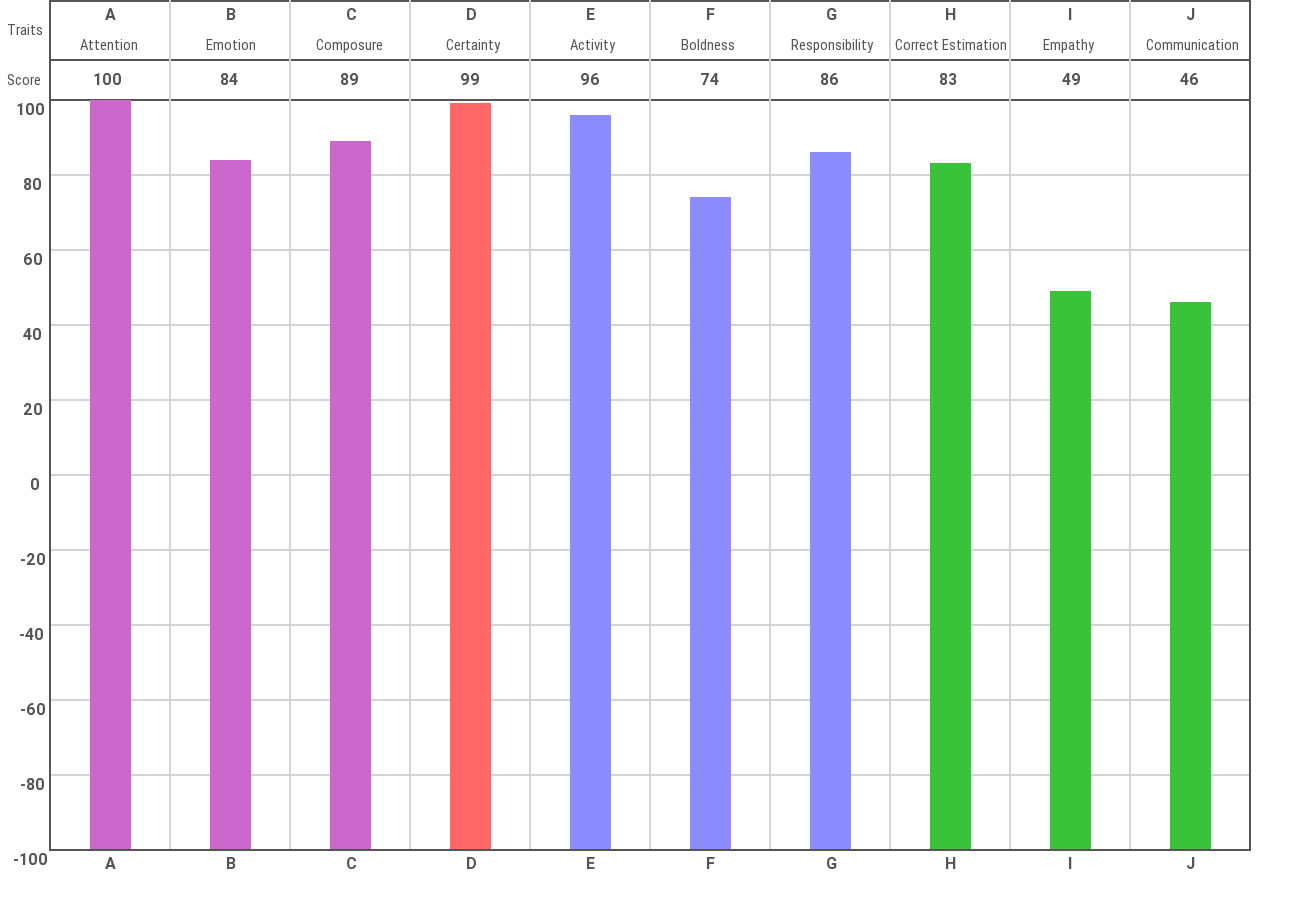 Traits A B C D E F G H I J
Attention Emotion Composure Certainty Activity Boldness Responsibility Correct Estimation Empathy Communication
Score 100 84 89 99 96 74 86 83 49 46
100
80
60
40
20
0
-20
-40
-60
-80
-100
A B C D E F G H I J